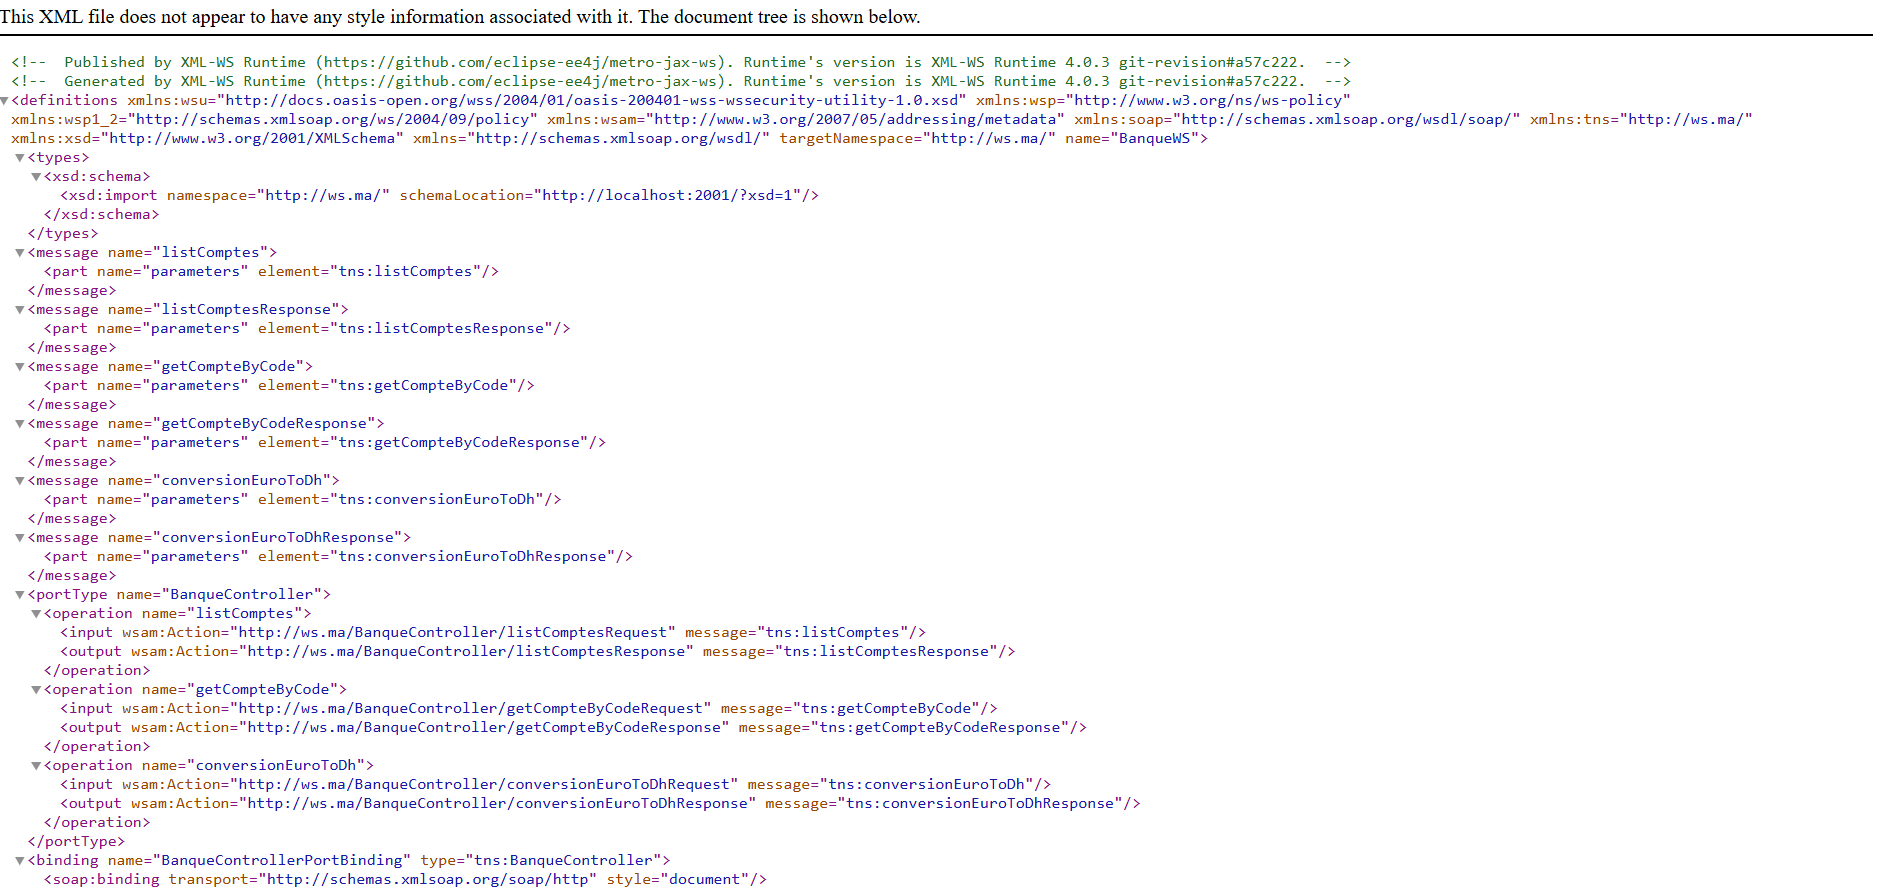 This XML file does not appear to have any style information associated with it. The document tree is shown below.
<!--  Published by XML-WS Runtime (https://github.com/eclipse-ee4j/metro-jax-ws). Runtime's version is XML-WS Runtime 4.0.3 git-revision#a57c222.  -->
<!--  Generated by XML-WS Runtime (https://github.com/eclipse-ee4j/metro-jax-ws). Runtime's version is XML-WS Runtime 4.0.3 git-revision#a57c222.  -->
▼<definitions xmlns:wsu="http://docs.oasis-open.org/wss/2004/01/oasis-200401-wss-wssecurity-utility-1.0.xsd" xmlns:wsp="http://www.w3.org/ns/ws-policy"
xmlns:wsp1_2="http://schemas.xmlsoap.org/ws/2004/09/policy" xmlns:wsam="http://www.w3.org/2007/05/addressing/metadata" xmlns:soap="http://schemas.xmlsoap.org/wsdl/soap/" xmlns:tns="http://ws.ma/"
xmlns:xsd="http://www.w3.org/2001/XMLSchema" xmlns="http://schemas.xmlsoap.org/wsdl/" targetNamespace="http://ws.ma/" name="BanqueWS">
▼<types>
▼<xsd:schema>
<xsd:import namespace="http://ws.ma/" schemaLocation="http://localhost:2001/?xsd=1"/>
</xsd:schema>
</types>
▼<message name="listComptes">
<part name="parameters" element="tns:listComptes"/>
</message>
▼<message name="listComptesResponse">
<part name="parameters" element="tns:listComptesResponse"/>
</message>
▼<message name="getCompteByCode">
<part name="parameters" element="tns:getCompteByCode"/>
</message>
▼<message name="getCompteByCodeResponse">
<part name="parameters" element="tns:getCompteByCodeResponse"/>
</message>
▼<message name="conversionEuroToDh">
<part name="parameters" element="tns:conversionEuroToDh"/>
</message>
▼<message name="conversionEuroToDhResponse">
<part name="parameters" element="tns:conversionEuroToDhResponse"/>
</message>
▼<portType name="BanqueController">
▼<operation name="listComptes">
<input wsam:Action="http://ws.ma/BanqueController/listComptesRequest" message="tns:listComptes"/>
<output wsam:Action="http://ws.ma/BanqueController/listComptesResponse" message="tns:listComptesResponse"/>
</operation>
▼<operation name="getCompteByCode">
<input wsam:Action="http://ws.ma/BanqueController/getCompteByCodeRequest" message="tns:getCompteByCode"/>
<output wsam:Action="http://ws.ma/BanqueController/getCompteByCodeResponse" message="tns:getCompteByCodeResponse"/>
</operation>
▼<operation name="conversionEuroToDh">
<input wsam:Action="http://ws.ma/BanqueController/conversionEuroToDhRequest" message="tns:conversionEuroToDh"/>
<output wsam:Action="http://ws.ma/BanqueController/conversionEuroToDhResponse" message="tns:conversionEuroToDhResponse"/>
</operation>
</portType>
▼<binding name="BanqueControllerPortBinding" type="tns:BanqueController">
<soap:binding transport="http://schemas.xmlsoap.org/soap/http" style="document"/>